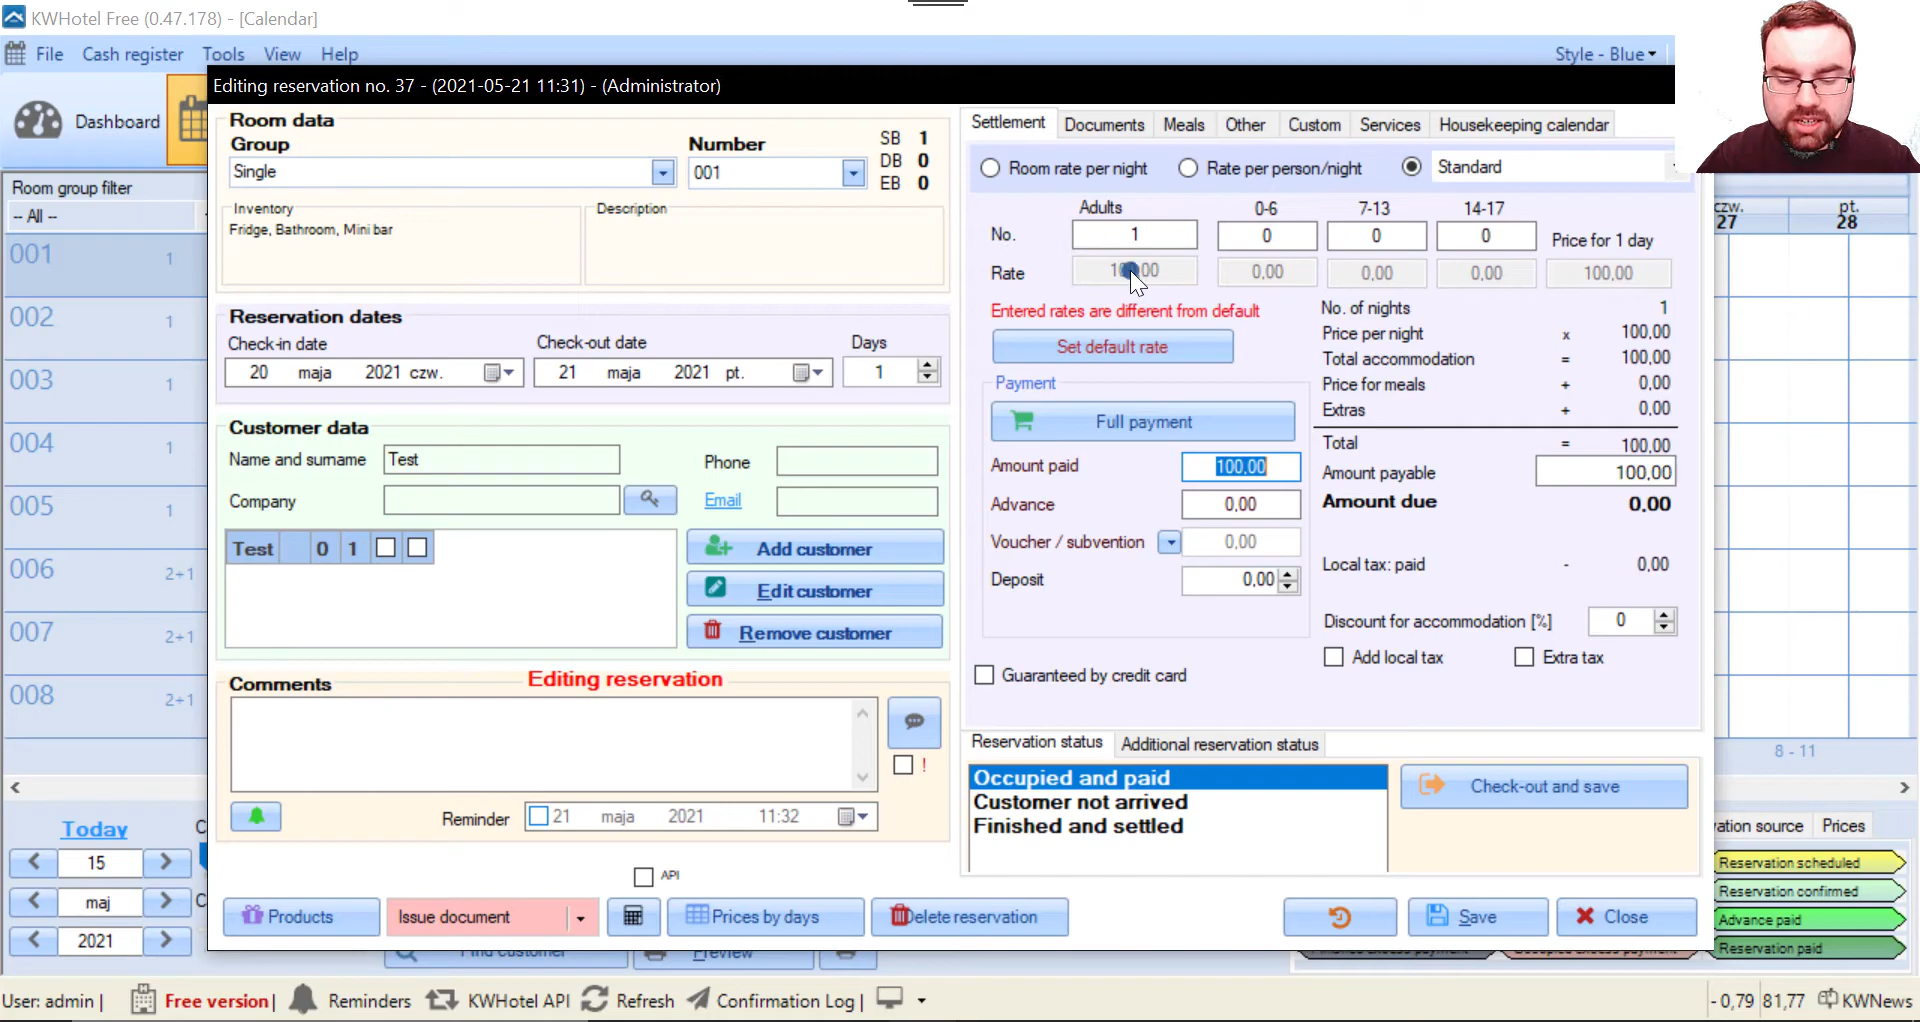 KWHotel Free (0.47.178) - [Calendar]
File Cash register Tools View Help
Style - Blue
Dashboard
Editing reservation no. 37 - (2021-05-21 11:31) - (Administrator)
Room group filter
-- All --
001 1
002 1
003 1
004 1
005 1
006 2+1
007 2+1
008 2+1
Room data
Group
Number
Single
001
SB 1
DB 0
EB 0
Inventory
Fridge, Bathroom, Mini bar
Description
Reservation dates
Check-in date
Check-out date
Days
20 maja 2021 czw.
21 maja 2021 pt.
1
Customer data
Name and surname Test
Phone
Company
Email
Test 0 1
Add customer
Edit customer
Remove customer
Comments
Editing reservation
!
Reminder 21 maja 2021 11:32
API
Products
Issue document
Prices by days
Delete reservation
Save
Close
Settlement Documents Meals Other Custom Services Housekeeping calendar
Room rate per night
Rate per person/night
Standard
Adults 0-6 7-13 14-17
No. 1 0 0 0 Price for 1 day
Rate 0,00 0,00 0,00 100,00
Entered rates are different from default
Set default rate
Payment
Full payment
Amount paid 100,00
Advance 0,00
Voucher / subvention 0,00
Deposit 0,00
No. of nights 1
Price per night x 100,00
Total accommodation = 100,00
Price for meals + 0,00
Extras + 0,00
Total = 100,00
Amount payable 100,00
Amount due 0,00
Local tax: paid - 0,00
Discount for accommodation [%] 0
Add local tax
Extra tax
Guaranteed by credit card
Reservation status Additional reservation status
Occupied and paid
Customer not arrived
Finished and settled
Check-out and save
czw. pt.
27 28
8 - 11
Prices
Reservation scheduled
Reservation confirmed
Advance paid
Reservation paid
Today
15
maj
2021
Preview
User: admin | Free version | Reminders KWHotel API Refresh Confirmation Log |
- 0,79 81,77 KWNews